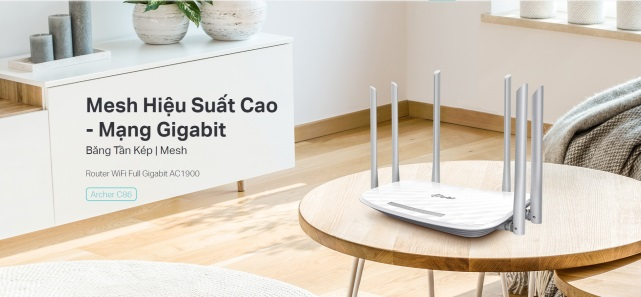 Mesh Hiệu Suất Cao
- Mạng Gigabit
Băng Tần Kép | Mesh
Router WiFi Full Gigabit AC1900
Archer C86